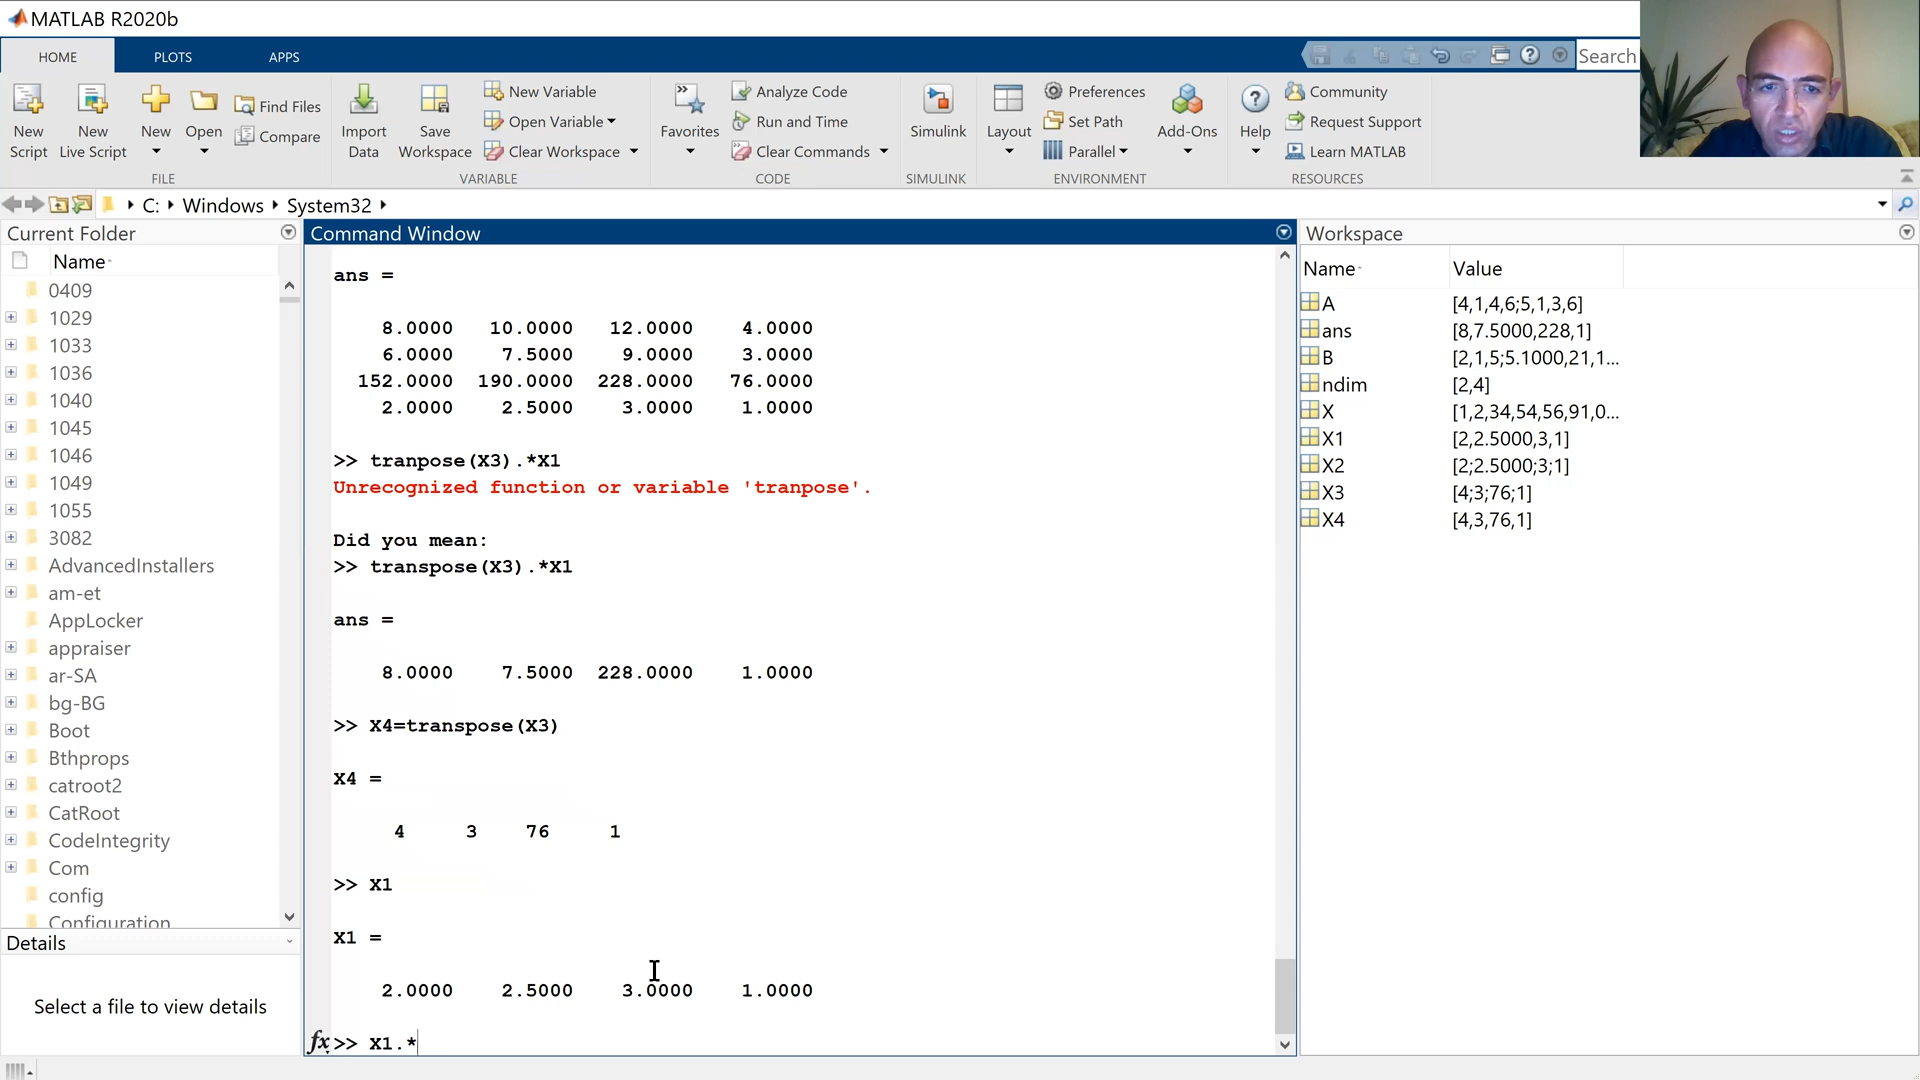 MATLAB R2020b
HOME PLOTS APPS
Search
New Script
New Live Script
New
Open
Find Files
Compare
FILE
Import Data
Save Workspace
New Variable
Open Variable
Clear Workspace
VARIABLE
Favorites
Analyze Code
Run and Time
Clear Commands
CODE
Simulink
SIMULINK
Layout
Preferences
Set Path
Parallel
Add-Ons
ENVIRONMENT
Help
Community
Request Support
Learn MATLAB
RESOURCES
C: Windows System32
Current Folder
Name
0409
1029
1033
1036
1040
1045
1046
1049
1055
3082
AdvancedInstallers
am-et
AppLocker
appraiser
ar-SA
bg-BG
Boot
Bthprops
catroot2
CatRoot
CodeIntegrity
Com
config
Configuration
Details
Select a file to view details
Command Window
ans =
8.0000 10.0000 12.0000 4.0000
6.0000 7.5000 9.0000 3.0000
152.0000 190.0000 228.0000 76.0000
2.0000 2.5000 3.0000 1.0000
>> tranpose(X3).*X1
Unrecognized function or variable 'tranpose'.
Did you mean:
>> transpose(X3).*X1
ans =
8.0000 7.5000 228.0000 1.0000
>> X4=transpose(X3)
X4 =
4 3 76 1
>> X1
X1 =
2.0000 2.5000 3.0000 1.0000
fx >> X1.*
Workspace
Name Value
A [4,1,4,6;5,1,3,6]
ans [8,7.5000,228,1]
B [2,1,5;5.1000,21,1...
ndim [2,4]
X [1,2,34,54,56,91,0...
X1 [2,2.5000,3,1]
X2 [2;2.5000;3;1]
X3 [4;3;76;1]
X4 [4,3,76,1]